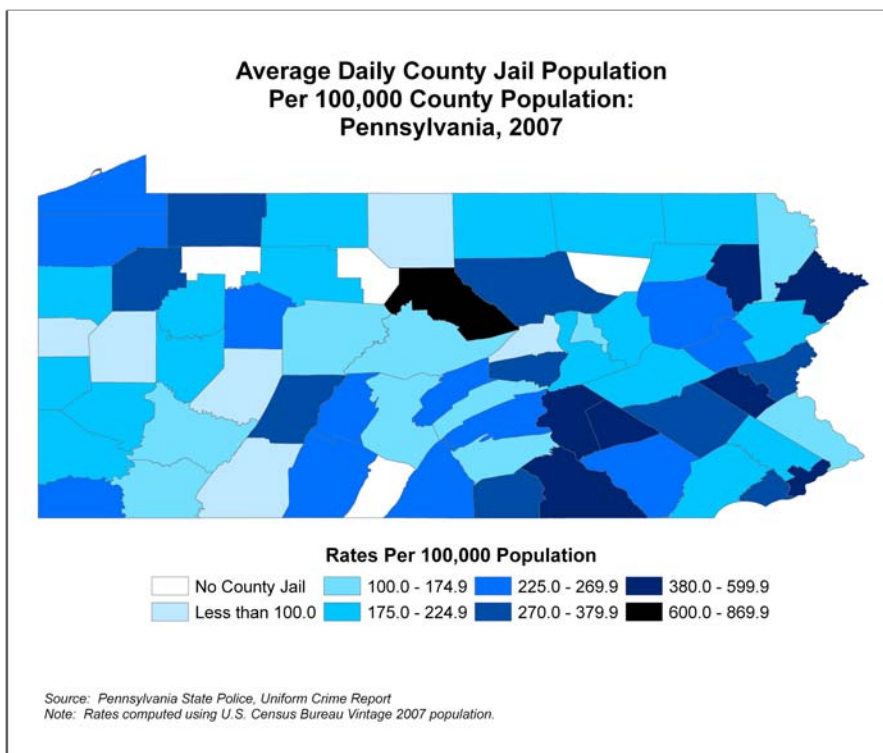 Average Daily County Jail Population
Per 100,000 County Population:
Pennsylvania, 2007
Rates Per 100,000 Population
No County Jail 100.0 - 174.9 225.0 - 269.9 380.0 - 599.9
Less than 100.0 175.0 - 224.9 270.0 - 379.9 600.0 - 869.9
Source: Pennsylvania State Police, Uniform Crime Report
Note: Rates computed using U.S. Census Bureau Vintage 2007 population.